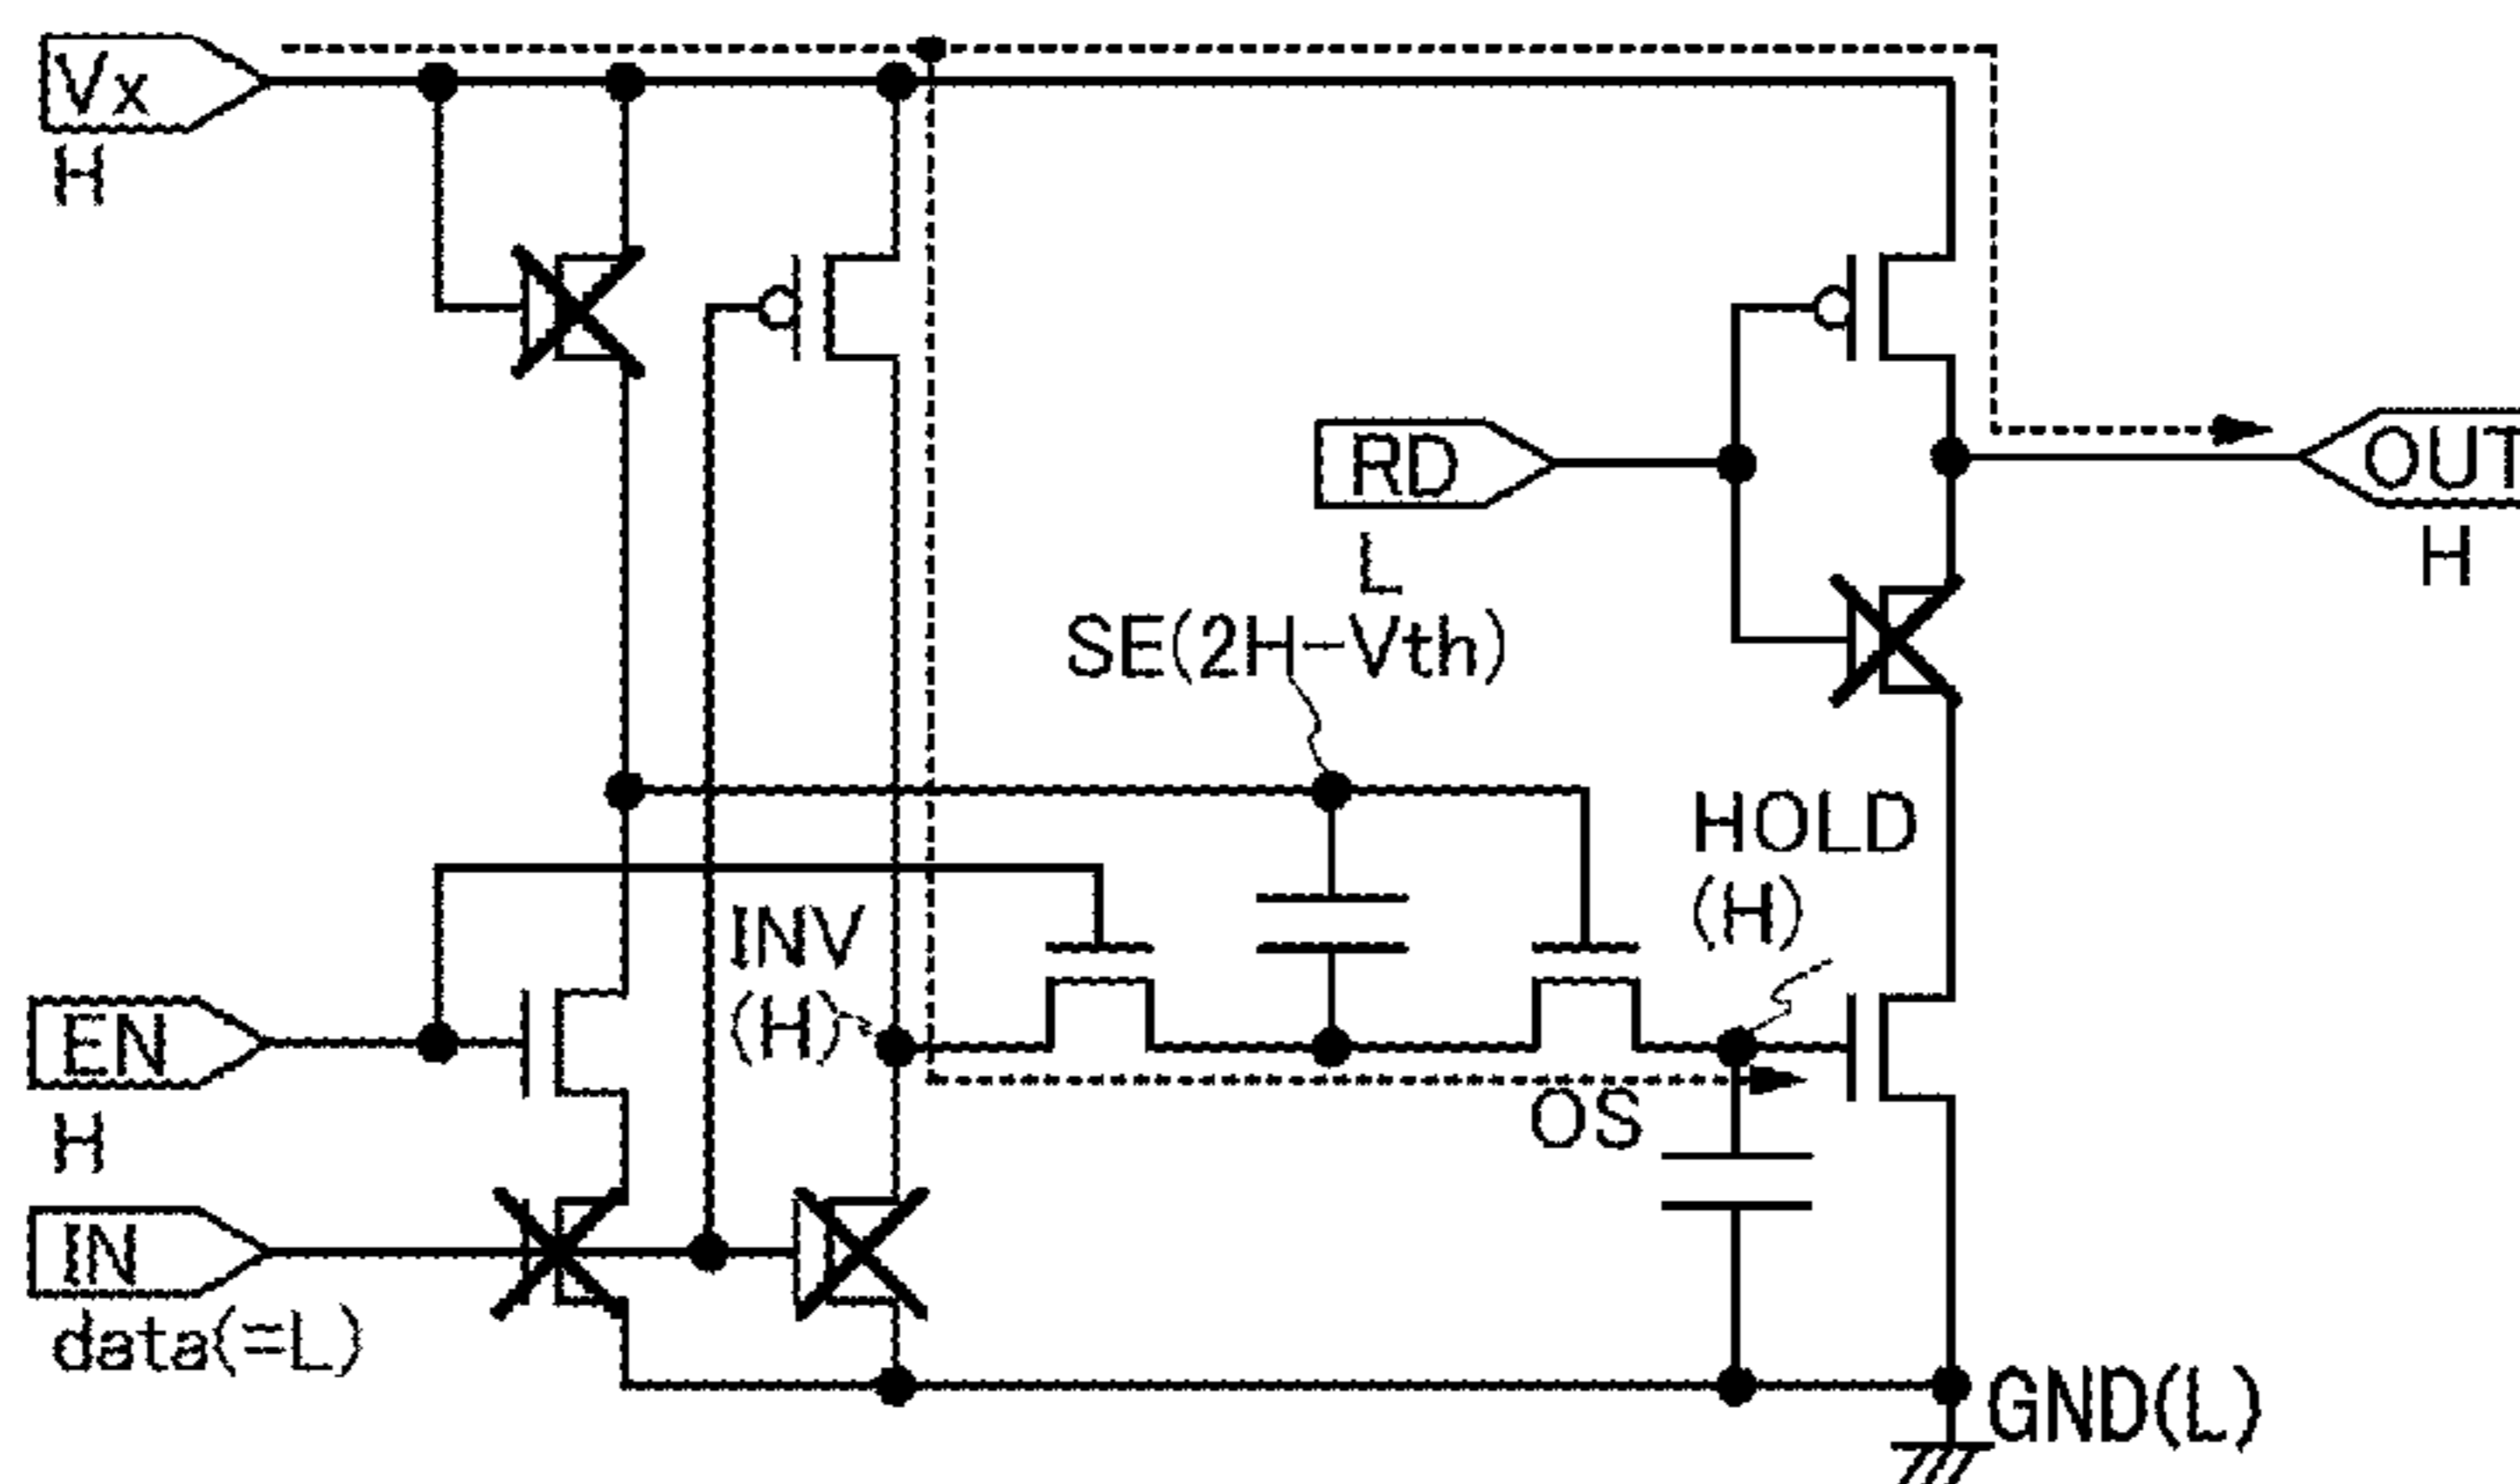 Vx
H
RD
L
OUT
H
SE(2H-Vth)
HOLD
(H)
INV
(H)
EN
H
OS
IN
data(=L)
GND(L)